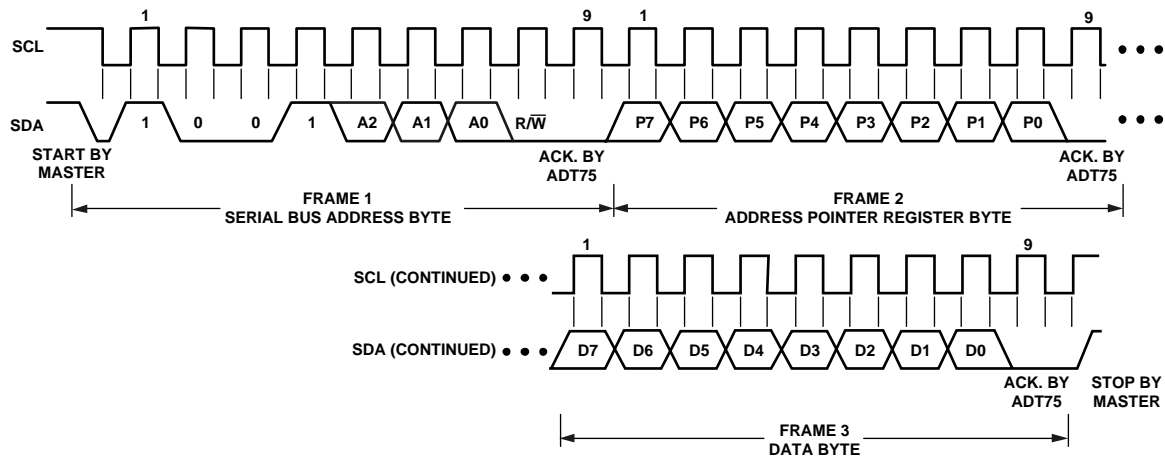 1 9 1 9
SCL
SDA 1 0 0 1 A2 A1 A0 R/W̅ P7 P6 P5 P4 P3 P2 P1 P0
START BY
MASTER
ACK. BY
ADT75
ACK. BY
ADT75
FRAME 1
SERIAL BUS ADDRESS BYTE
FRAME 2
ADDRESS POINTER REGISTER BYTE
1 9
SCL (CONTINUED)
SDA (CONTINUED) D7 D6 D5 D4 D3 D2 D1 D0
ACK. BY
ADT75
STOP BY
MASTER
FRAME 3
DATA BYTE